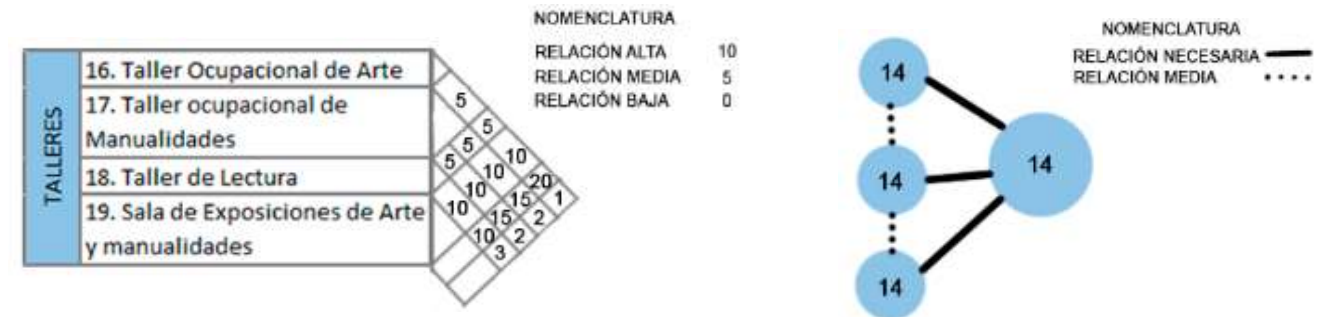 NOMENCLATURA
RELACIÓN ALTA 10
RELACIÓN MEDIA 5
RELACIÓN BAJA 0
TALLERES
16. Taller Ocupacional de Arte
17. Taller ocupacional de
Manualidades
18. Taller de Lectura
19. Sala de Exposiciones de Arte
y manualidades
5
5
5 10
5 10 20
10 15 1
10 15 2
10 2
3
NOMENCLATURA
RELACIÓN NECESARIA
RELACIÓN MEDIA
14
14
14
14